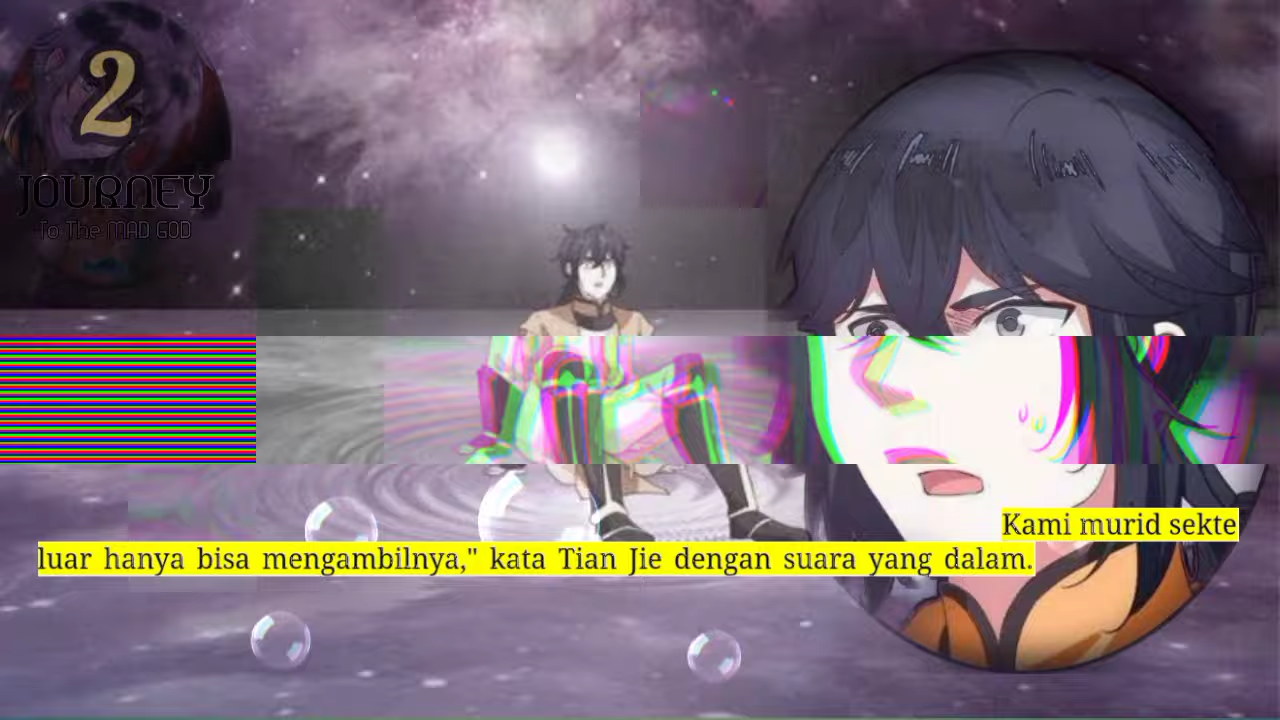 2
JOURNEY
To The MAD GOD
Kami murid sekte
luar hanya bisa mengambilnya," kata Tian Jie dengan suara yang dalam.